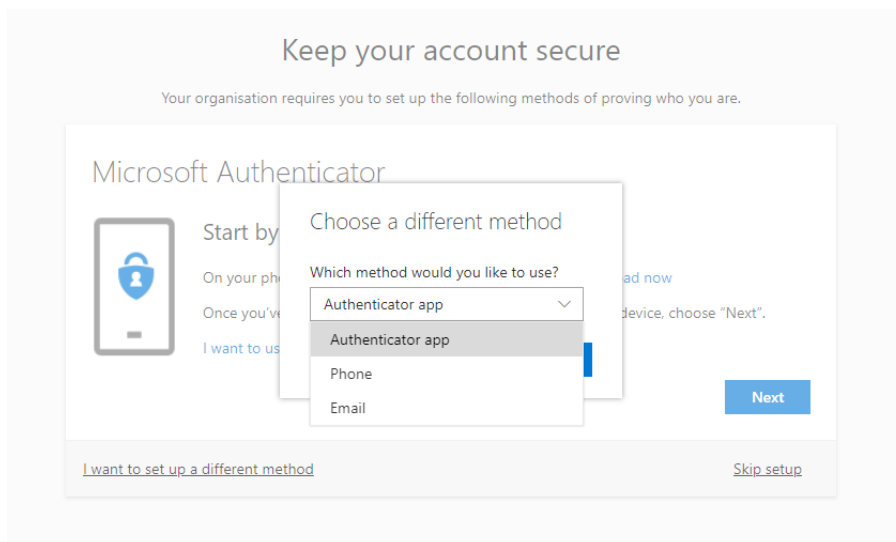 Keep your account secure
Your organisation requires you to set up the following methods of proving who you are.
Microsoft Authenticator
Start by
On your ph
ad now
Once you've
device, choose “Next”.
I want to us
Choose a different method
Which method would you like to use?
Authenticator app
Authenticator app
Phone
Email
Next
I want to set up a different method
Skip setup